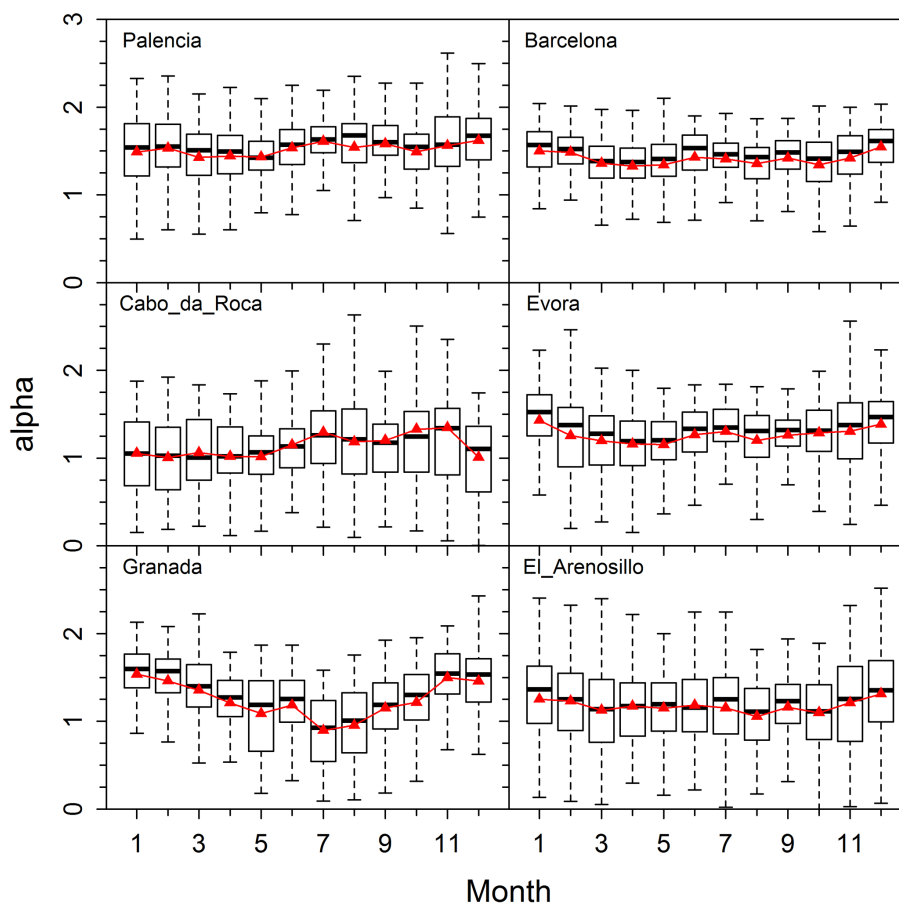 3
Palencia
Barcelona
2
1
0
Cabo_da_Roca
Evora
2
1
0
alpha
Granada
El_Arenosillo
2
1
0
1 3 5 7 9 11 1 3 5 7 9 11
Month